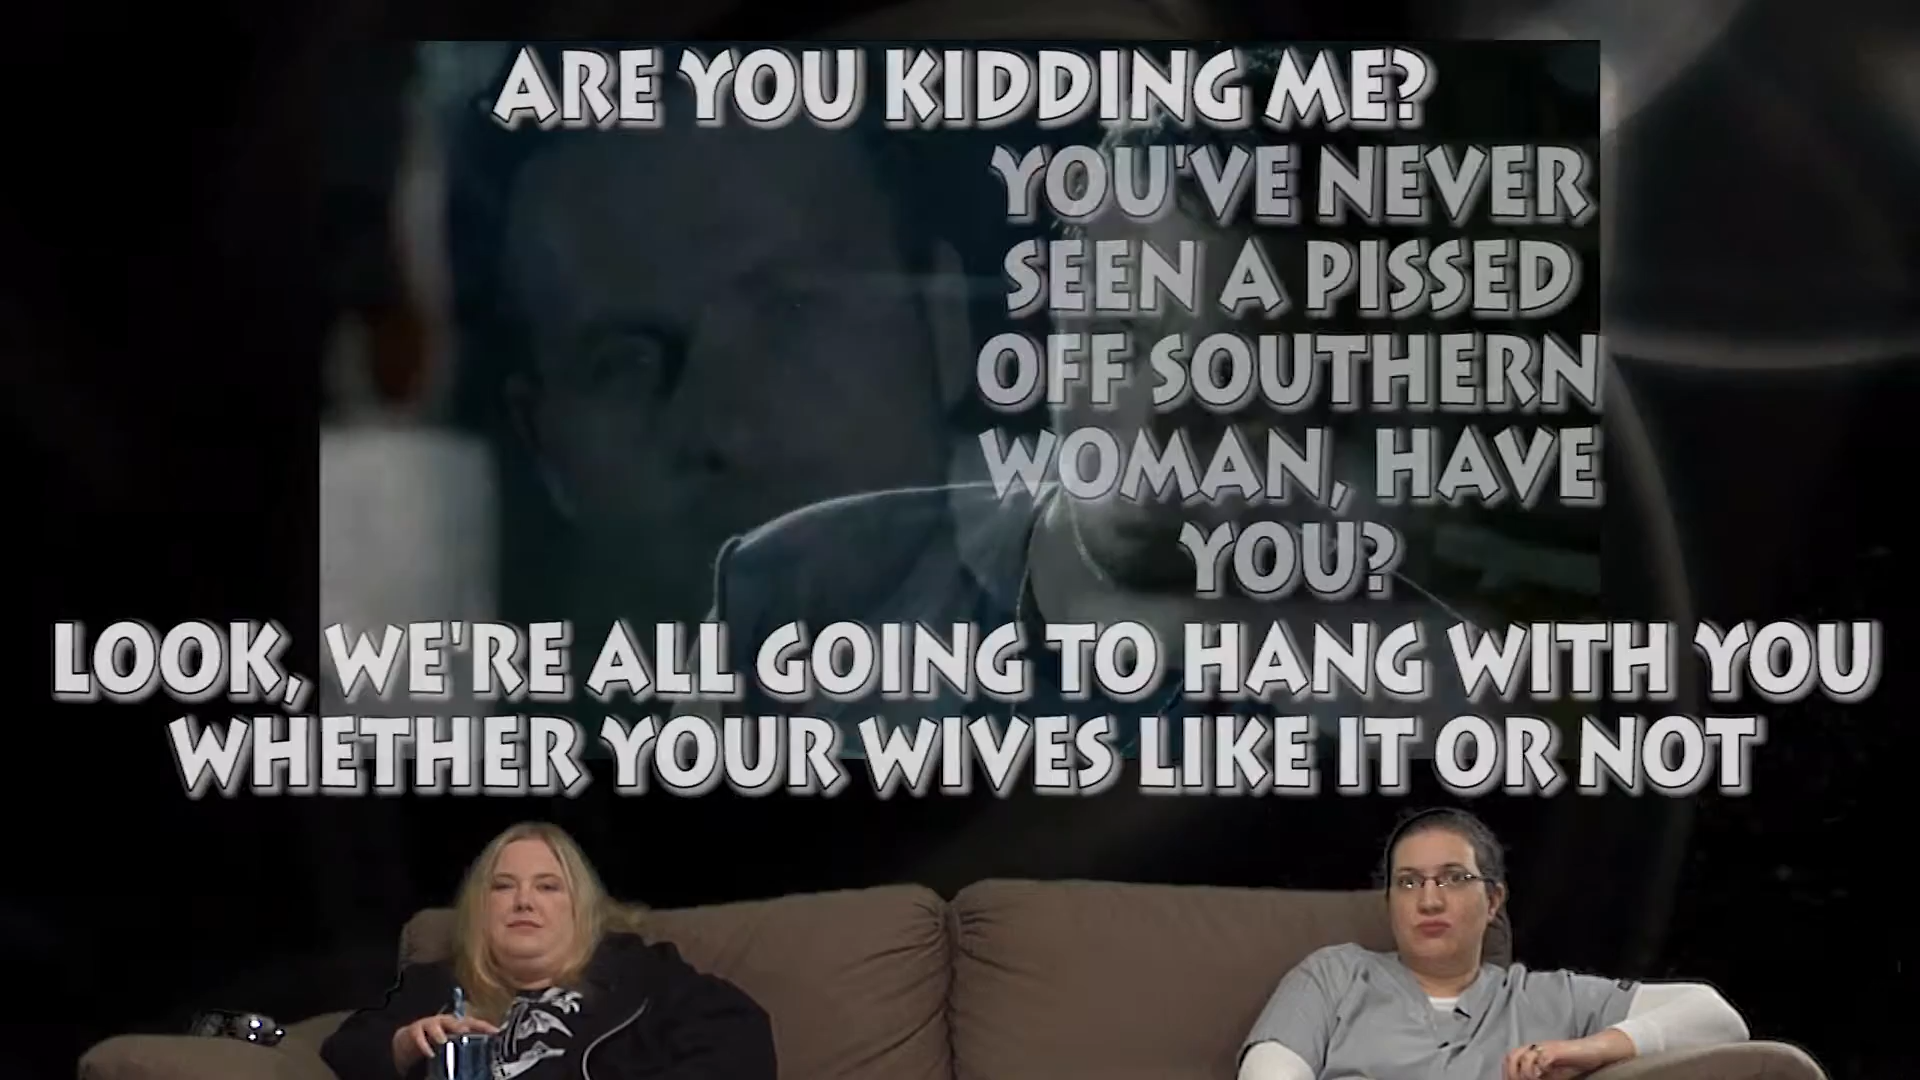 ARE YOU KIDDING ME?
YOU'VE NEVER
SEEN A PISSED
OFF SOUTHERN
WOMAN, HAVE
YOU?
LOOK, WE'RE ALL GOING TO HANG WITH YOU
WHETHER YOUR WIVES LIKE IT OR NOT